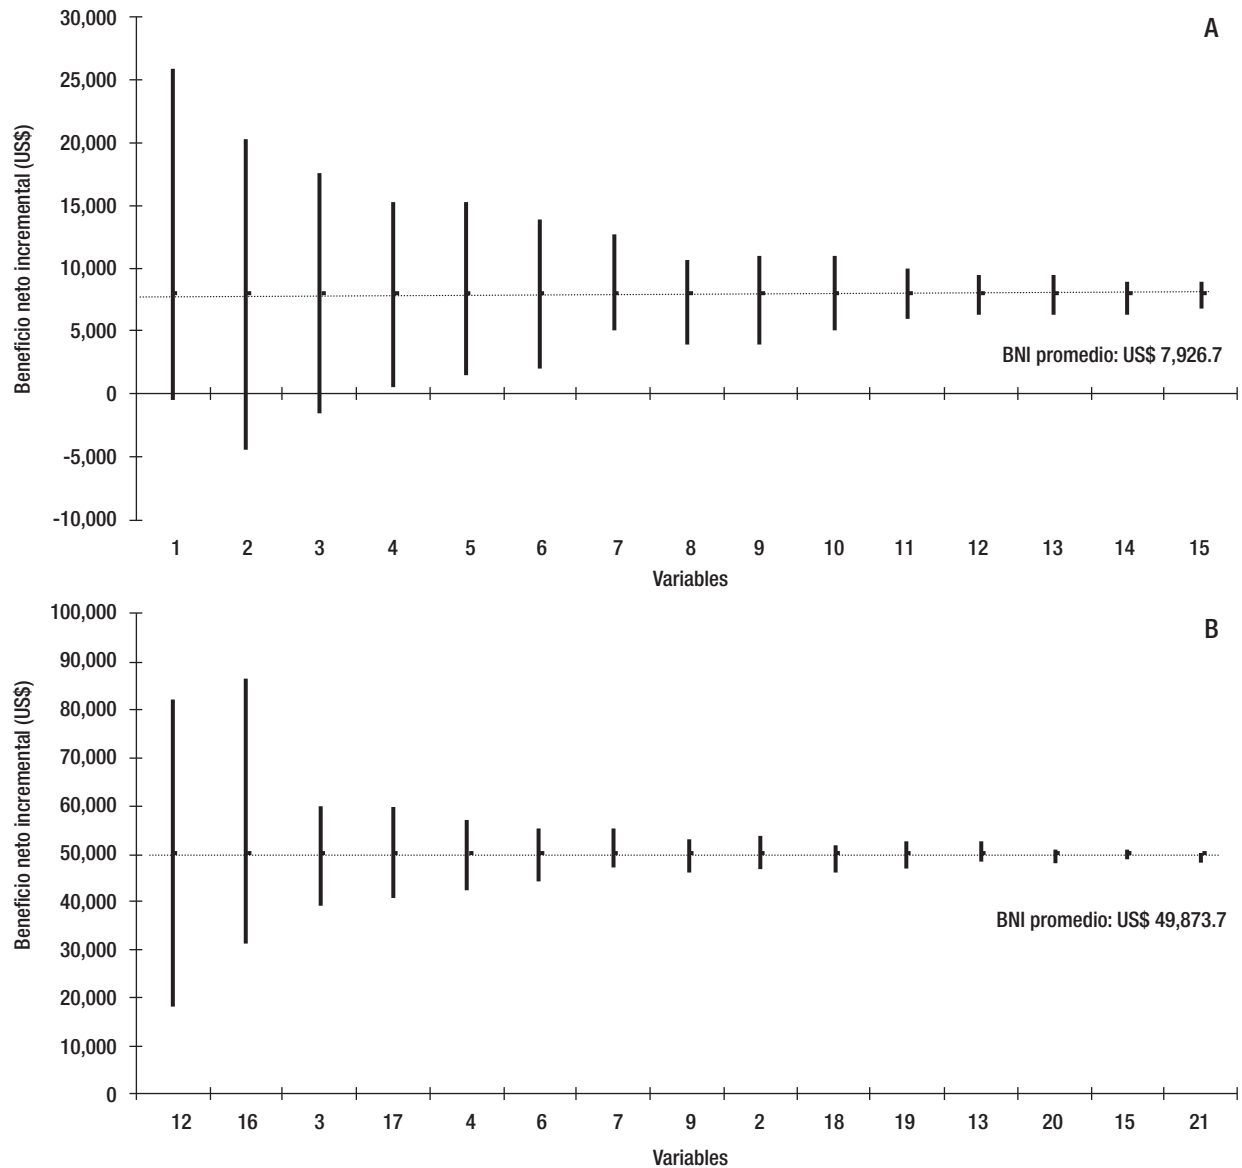 A
Beneficio neto incremental (US$)
30,000
25,000
20,000
15,000
10,000
5,000
0
-5,000
-10,000
BNI promedio: US$ 7,926.7
1 2 3 4 5 6 7 8 9 10 11 12 13 14 15
Variables
B
Beneficio neto incremental (US$)
100,000
90,000
80,000
70,000
60,000
50,000
40,000
30,000
20,000
10,000
0
BNI promedio: US$ 49,873.7
12 16 3 17 4 6 7 9 2 18 19 13 20 15 21
Variables